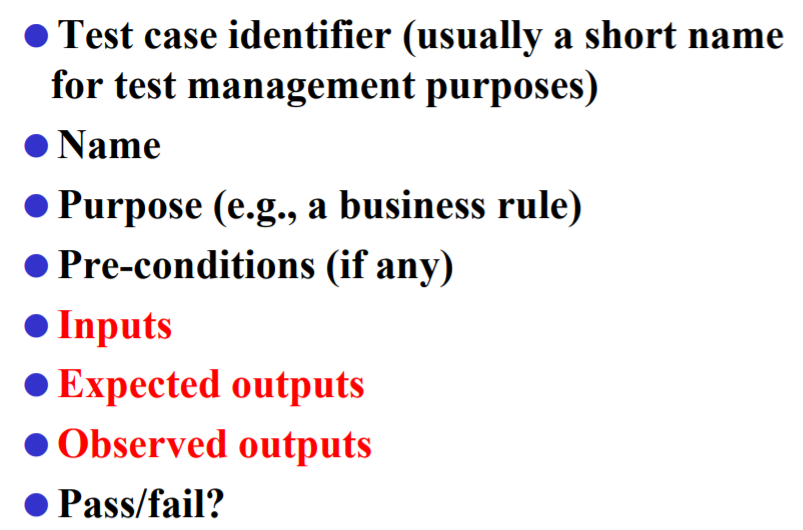 ● Test case identifier (usually a short name
for test management purposes)
● Name
● Purpose (e.g., a business rule)
● Pre-conditions (if any)
● Inputs
● Expected outputs
● Observed outputs
● Pass/fail?